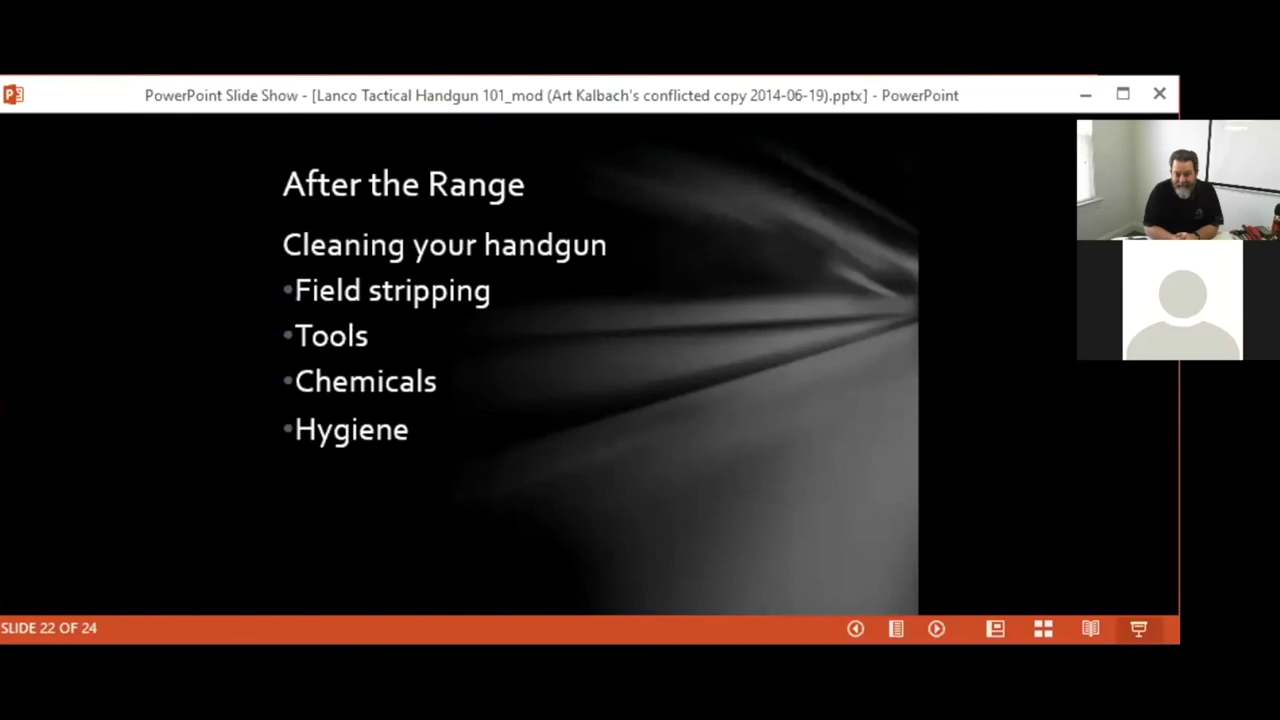 PowerPoint Slide Show - [Lanco Tactical Handgun 101_mod (Art Kalbach's conflicted copy 2014-06-19).pptx] - PowerPoint
After the Range
Cleaning your handgun
•Field stripping
•Tools
•Chemicals
•Hygiene
SLIDE 22 OF 24